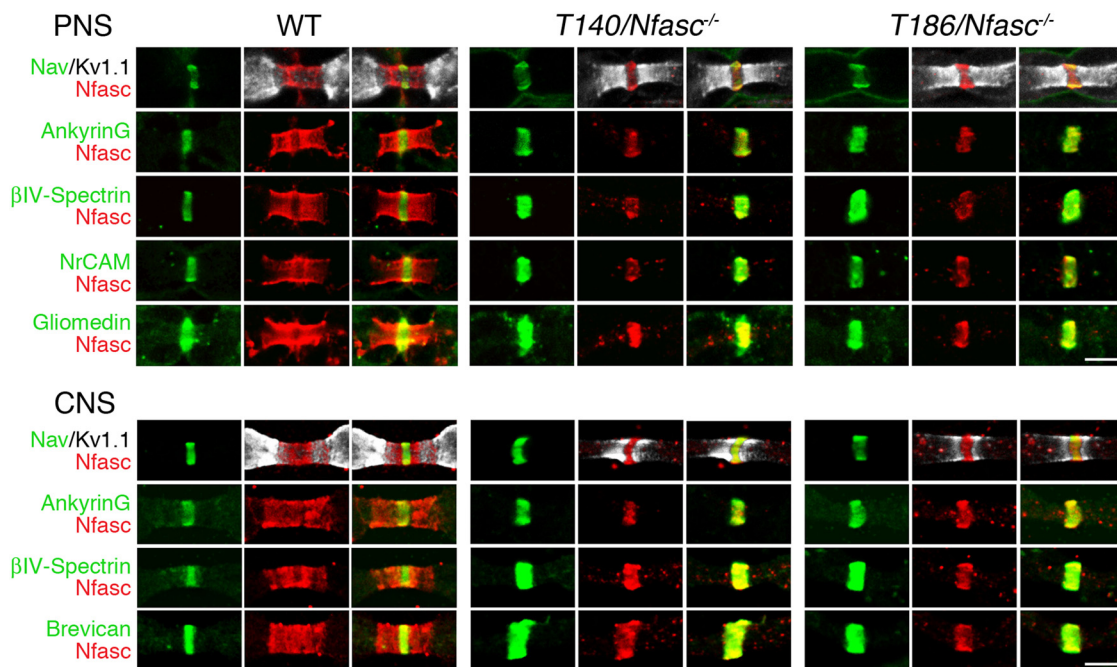 PNS WT T140/Nfasc-/- T186/Nfasc-/-
Nav/Kv1.1
Nfasc
AnkyrinG
Nfasc
βIV-Spectrin
Nfasc
NrCAM
Nfasc
Gliomedin
Nfasc
CNS
Nav/Kv1.1
Nfasc
AnkyrinG
Nfasc
βIV-Spectrin
Nfasc
Brevican
Nfasc